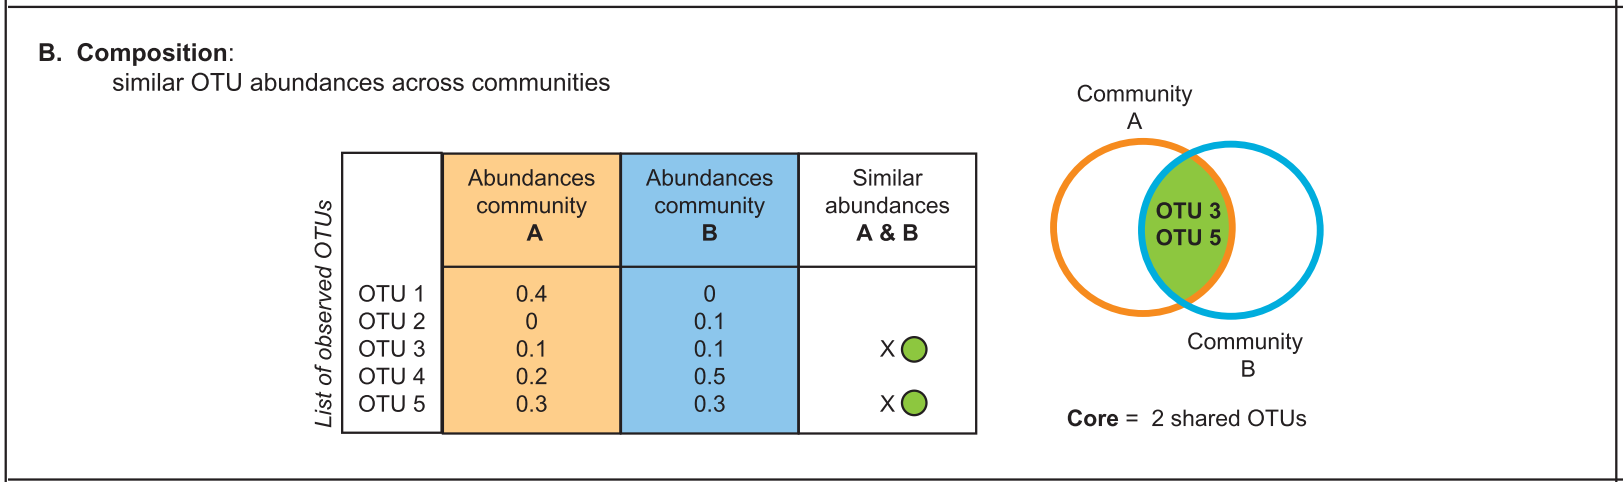 B. Composition:
similar OTU abundances across communities
List of observed OTUs
Abundances
community
A
Abundances
community
B
Similar
abundances
A & B
OTU 1 0.4 0
OTU 2 0 0.1
OTU 3 0.1 0.1 X
OTU 4 0.2 0.5
OTU 5 0.3 0.3 X
Community
A
OTU 3
OTU 5
Community
B
Core = 2 shared OTUs